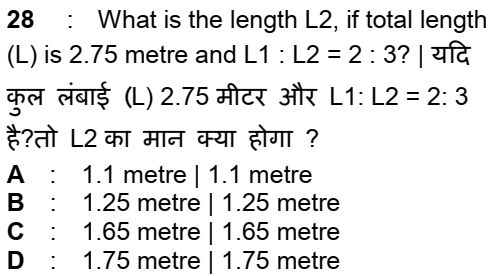 28 : What is the length L2, if total length
(L) is 2.75 metre and L1 : L2 = 2 : 3? | यदि
कुल लंबाई (L) 2.75 मीटर और L1: L2 = 2: 3
है?तो L2 का मान क्या होगा ?
A : 1.1 metre | 1.1 metre
B : 1.25 metre | 1.25 metre
C : 1.65 metre | 1.65 metre
D : 1.75 metre | 1.75 metre